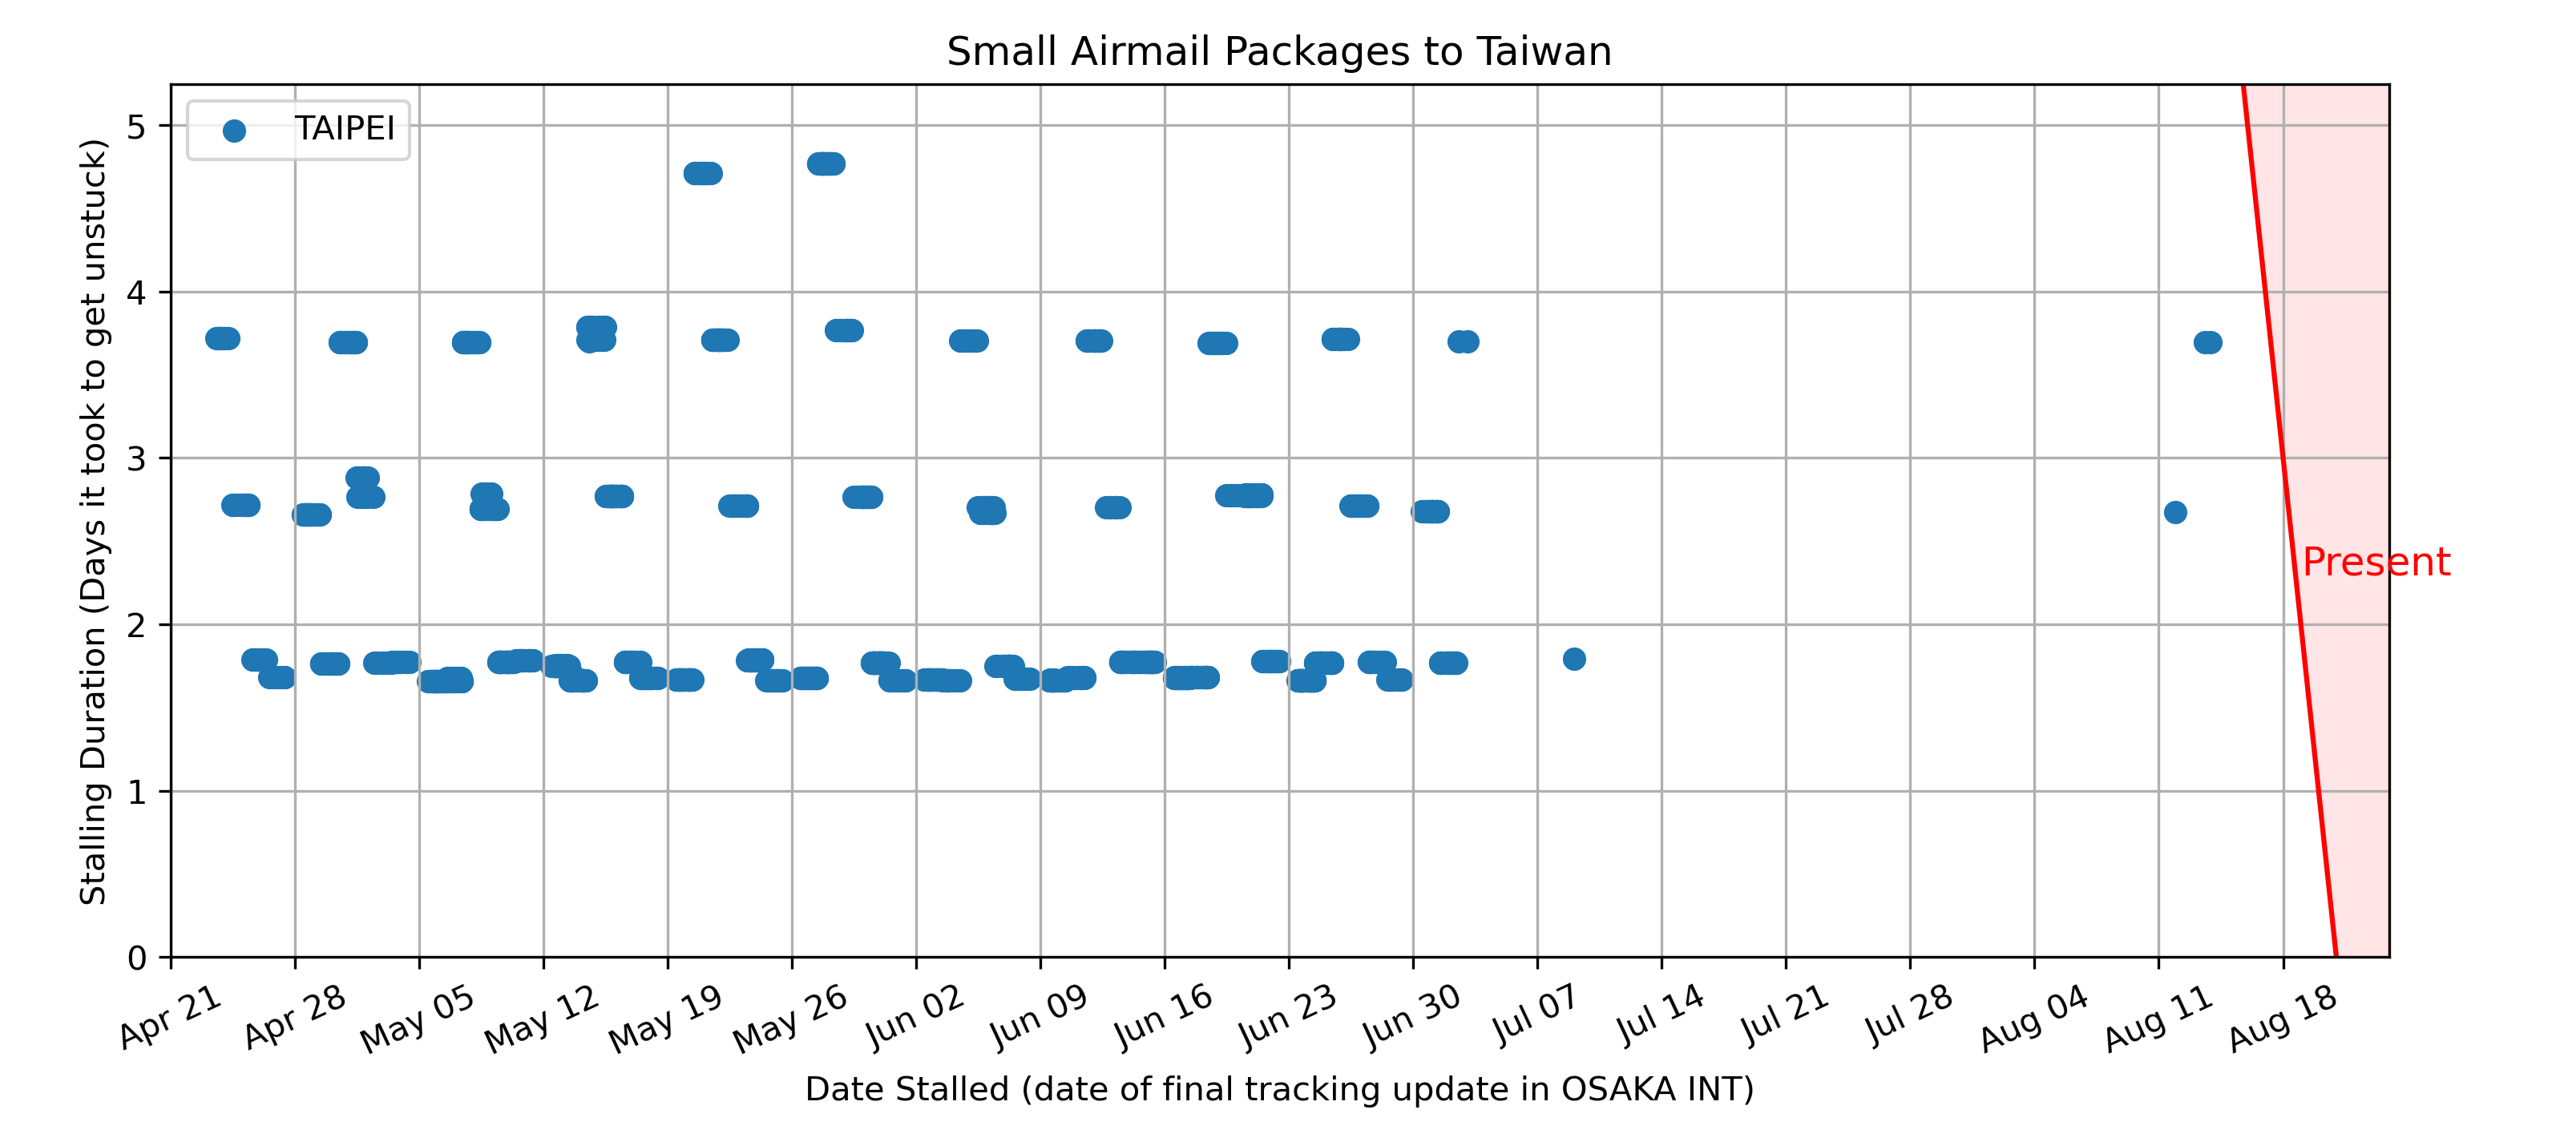 Small Airmail Packages to Taiwan
TAIPEI
Stalling Duration (Days it took to get unstuck)
5
4
3
2
1
0
Present
Apr 21
Apr 28
May 05
May 12
May 19
May 26
Jun 02
Jun 09
Jun 16
Jun 23
Jun 30
Jul 07
Jul 14
Jul 21
Jul 28
Aug 04
Aug 11
Aug 18
Date Stalled (date of final tracking update in OSAKA INT)